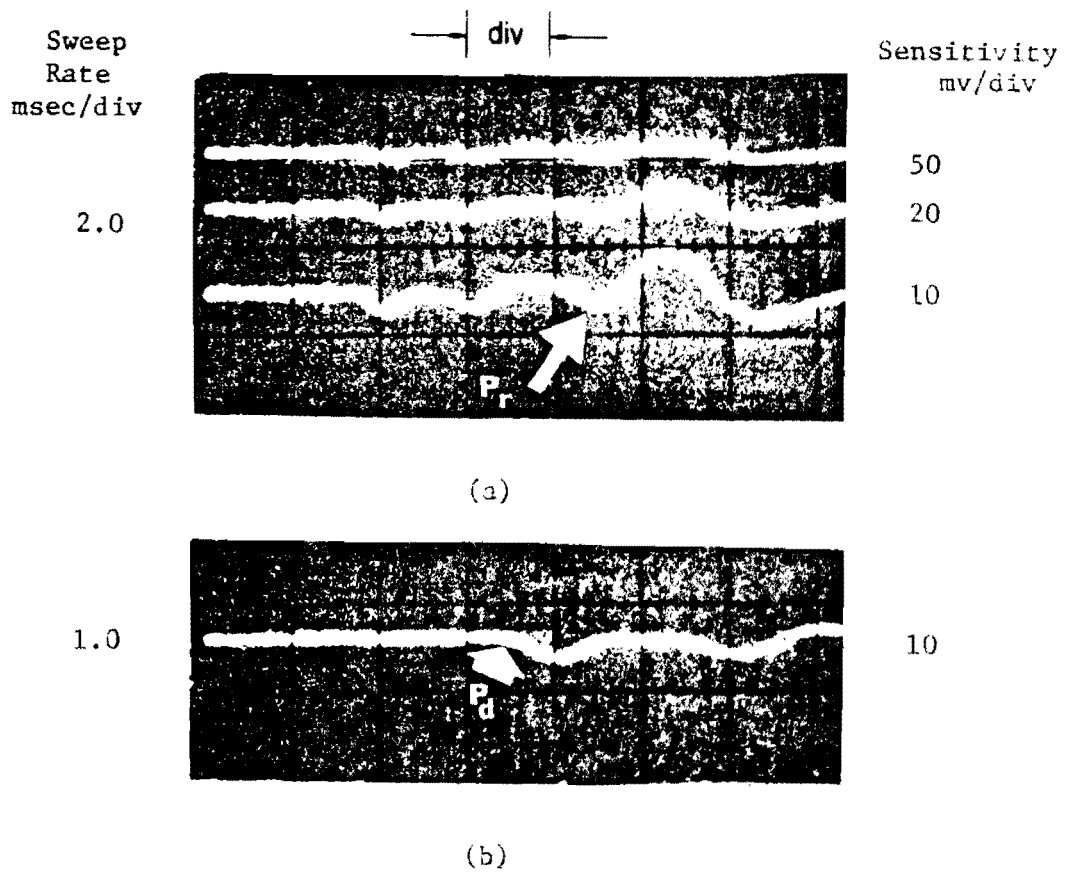 div
Sweep
Rate
msec/div
Sensitivity
mv/div
50
2.0
20
10
Pr
(a)
1.0
10
Pd
(b)